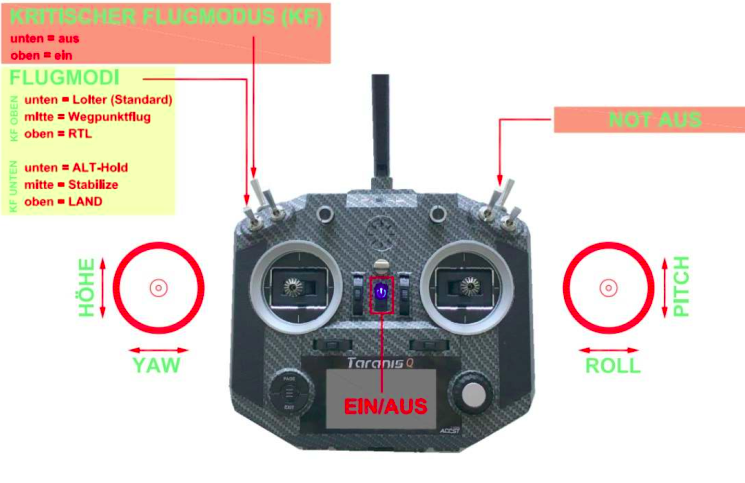 KRITISCHER FLUGMODUS (KF)
unten = aus
oben = ein
FLUGMODI
KF OBEN
unten = Loiter (Standard)
mitte = Wegpunktflug
oben = RTL
KF UNTEN
unten = ALT-Hold
mitte = Stabilize
oben = LAND
NOT AUS
HÖHE
YAW
PITCH
ROLL
PAGE
EXIT
Taranis Q
EIN/AUS
ACCST